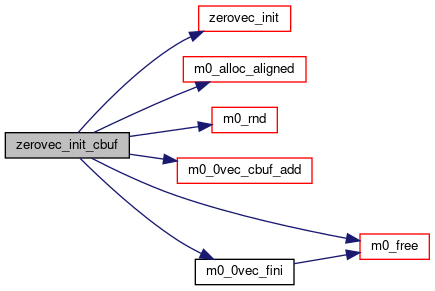 zerovec_init
m0_alloc_aligned
m0_rnd
zerovec_init_cbuf
m0_0vec_cbuf_add
m0_free
m0_0vec_fini